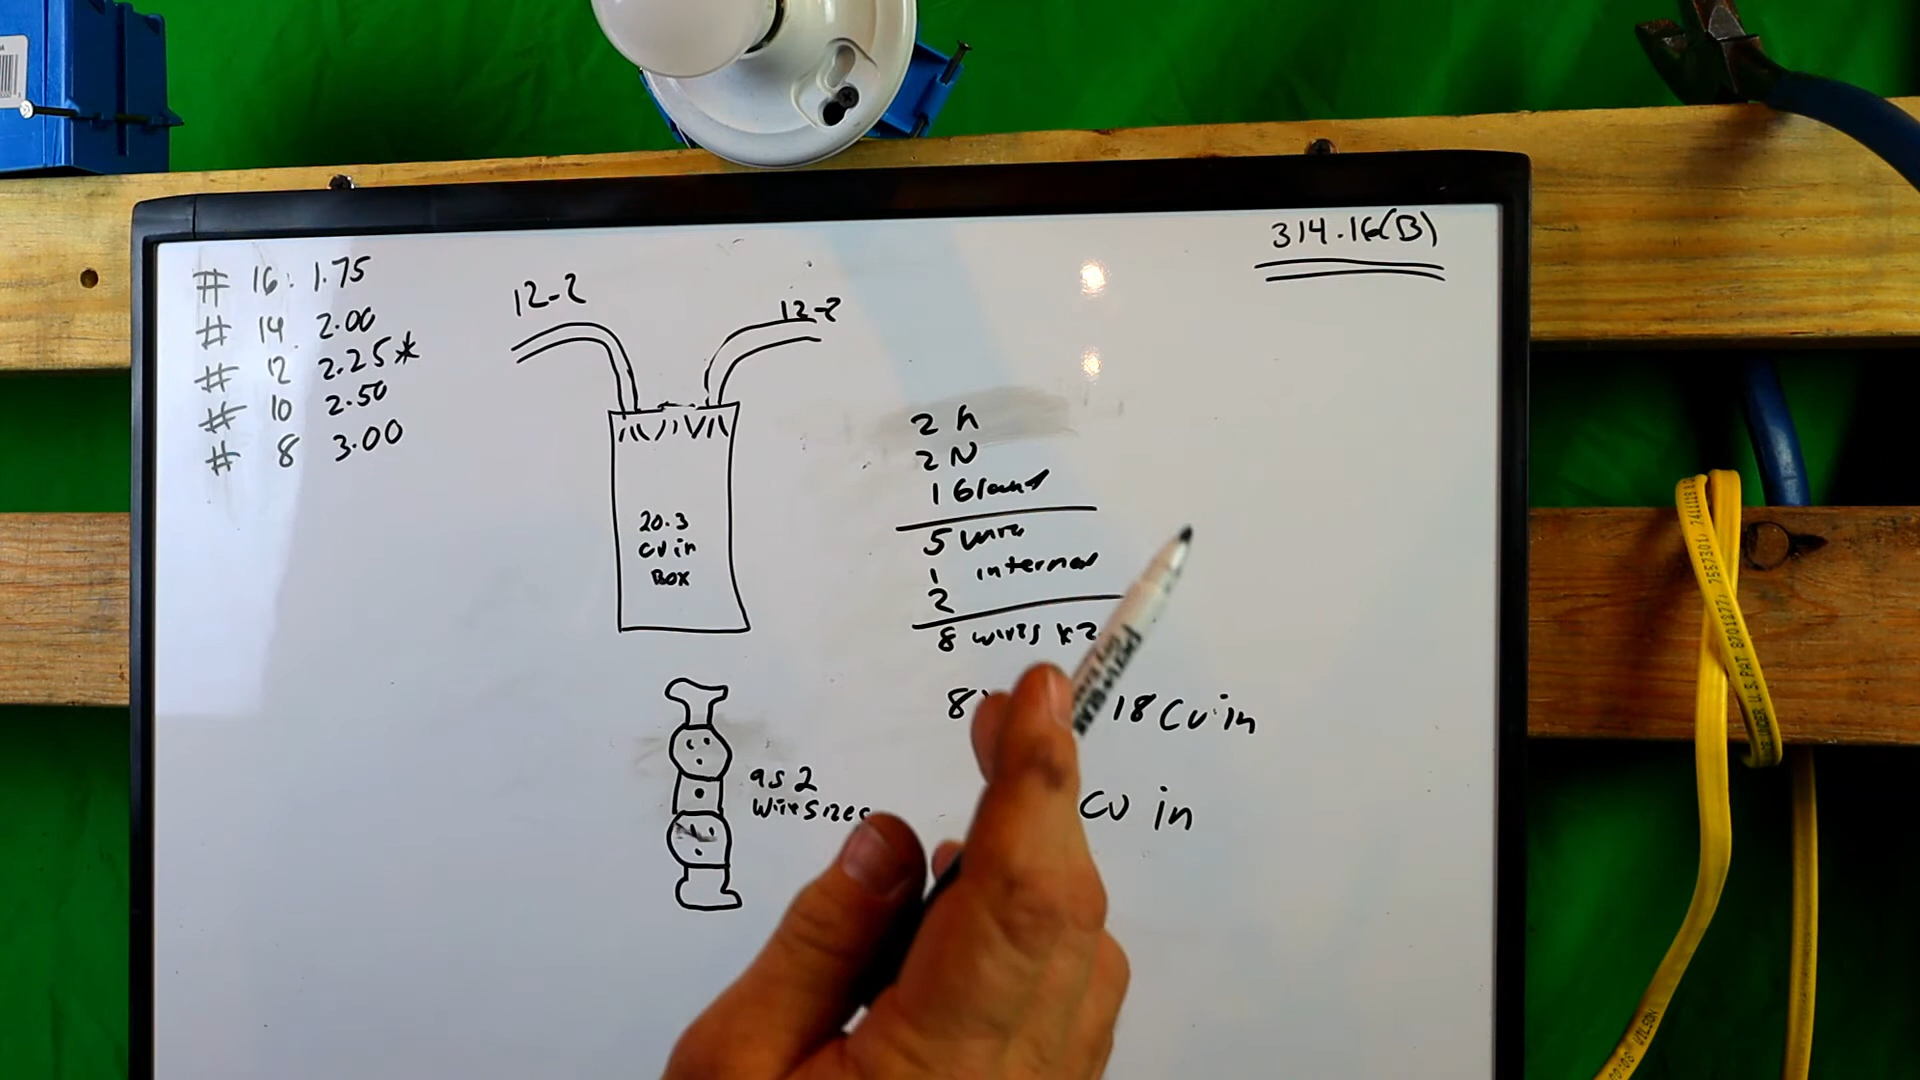 314.16(B)
# 16 1.75
# 14 2.00
# 12 2.25*
# 10 2.50
# 8 3.00
12-2
12-2
20.3
cu in
Box
2 H
2 N
1 Ground
5 wire
1 internal
2
8 wires x2
8
18 cu in
cu in
as 2
wire sizes